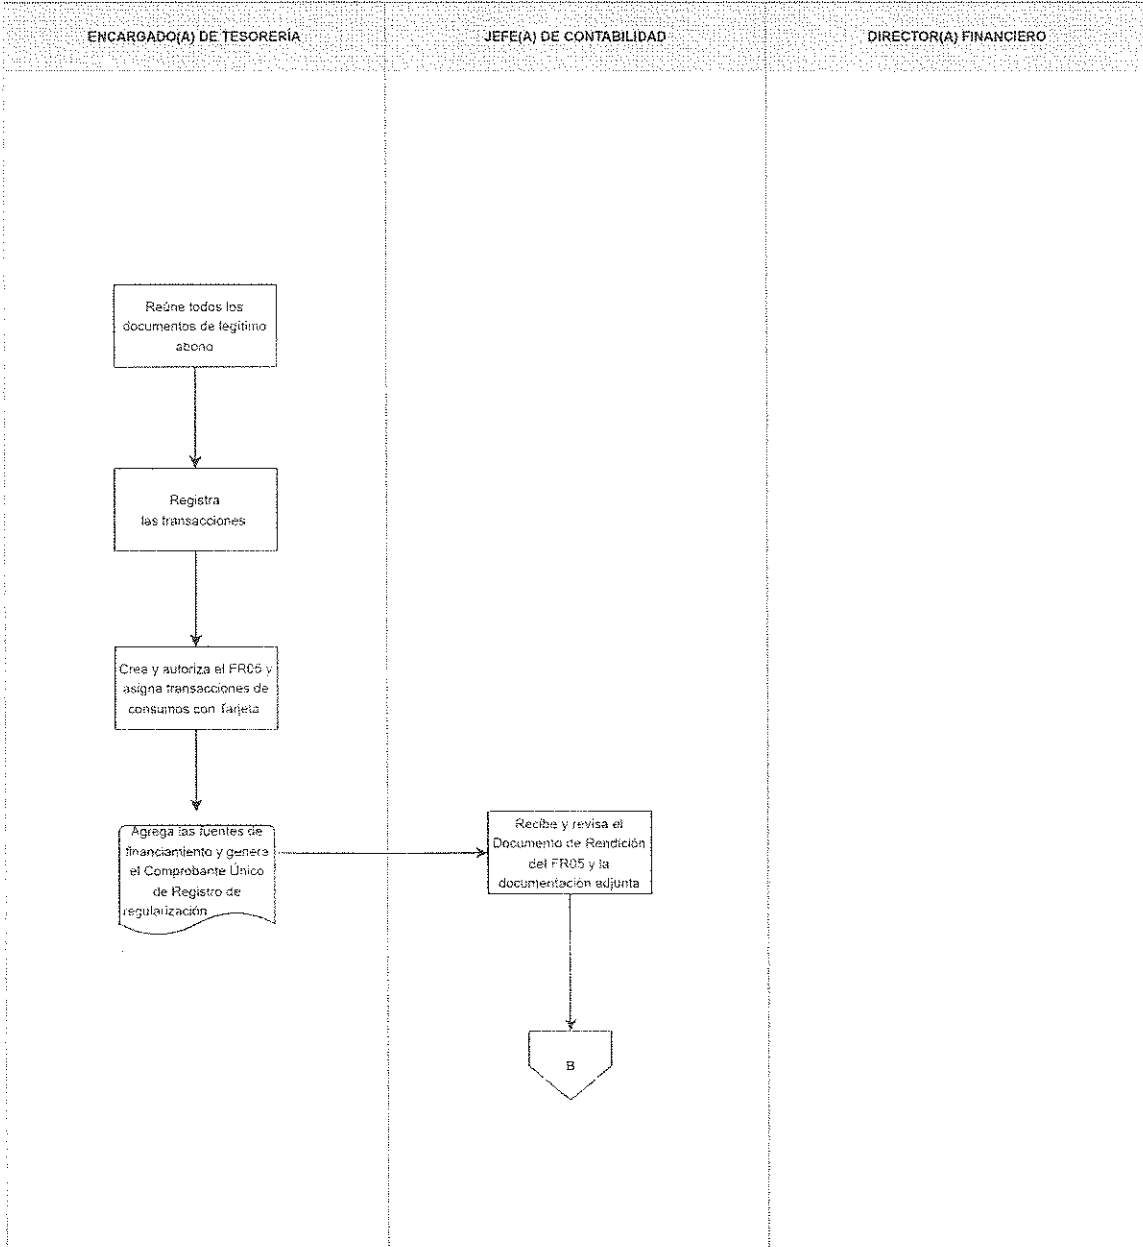 ENCARGADO(A) DE TESORERÍA
JEFE(A) DE CONTABILIDAD
DIRECTOR(A) FINANCIERO
Reúne todos los
documentos de legítimo
abono
Registra
las transacciones
Crea y autoriza el FR05 y
asigna transacciones de
consumos con Tarjeta
Agrega las fuentes de
financiamiento y genera
el Comprobante Único
de Registro de
regularización
Recibe y revisa el
Documento de Rendición
del FR05 y la
documentación adjunta
B